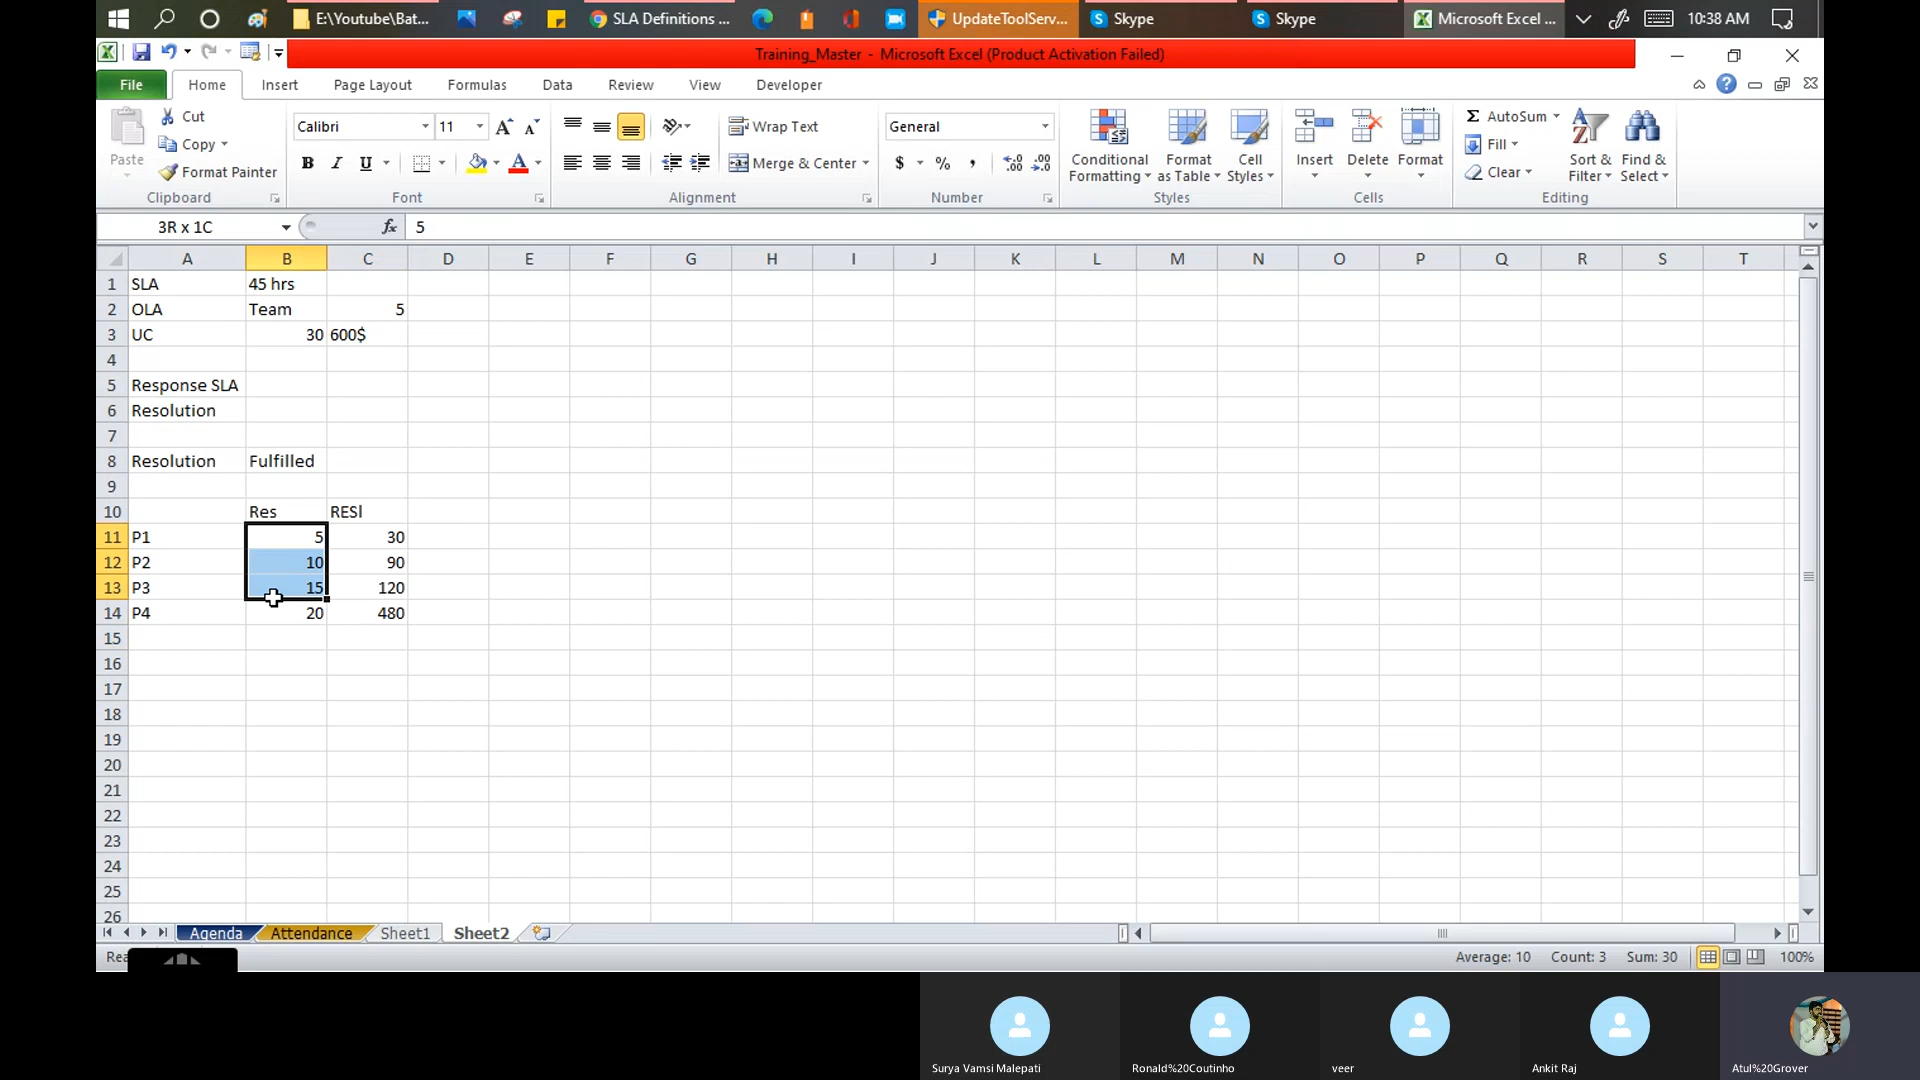 E:\Youtube\Bat... SLA Definitions ... UpdateToolServ... Skype Skype Microsoft Excel ... 10:38 AM
Training_Master - Microsoft Excel (Product Activation Failed)
File Home Insert Page Layout Formulas Data Review View Developer
Paste Cut Copy Format Painter Clipboard
Calibri 11 Font
Wrap Text Merge & Center Alignment
General $ % , Number
Conditional Formatting Format as Table Cell Styles Styles
Insert Delete Format Cells
AutoSum Fill Clear Sort & Filter Find & Select Editing
3R x 1C fx 5
A B C D E F G H I J K L M N O P Q R S T
1 SLA 45 hrs
2 OLA Team 5
3 UC 30 600$
4
5 Response SLA
6 Resolution
7
8 Resolution Fulfilled
9
10 Res RESl
11 P1 5 30
12 P2 10 90
13 P3 15 120
14 P4 20 480
15
16
17
18
19
20
21
22
23
24
25
26
Agenda Attendance Sheet1 Sheet2
Average: 10 Count: 3 Sum: 30 100%
Surya Vamsi Malepati Ronald%20Coutinho veer Ankit Raj Atul%20Grover